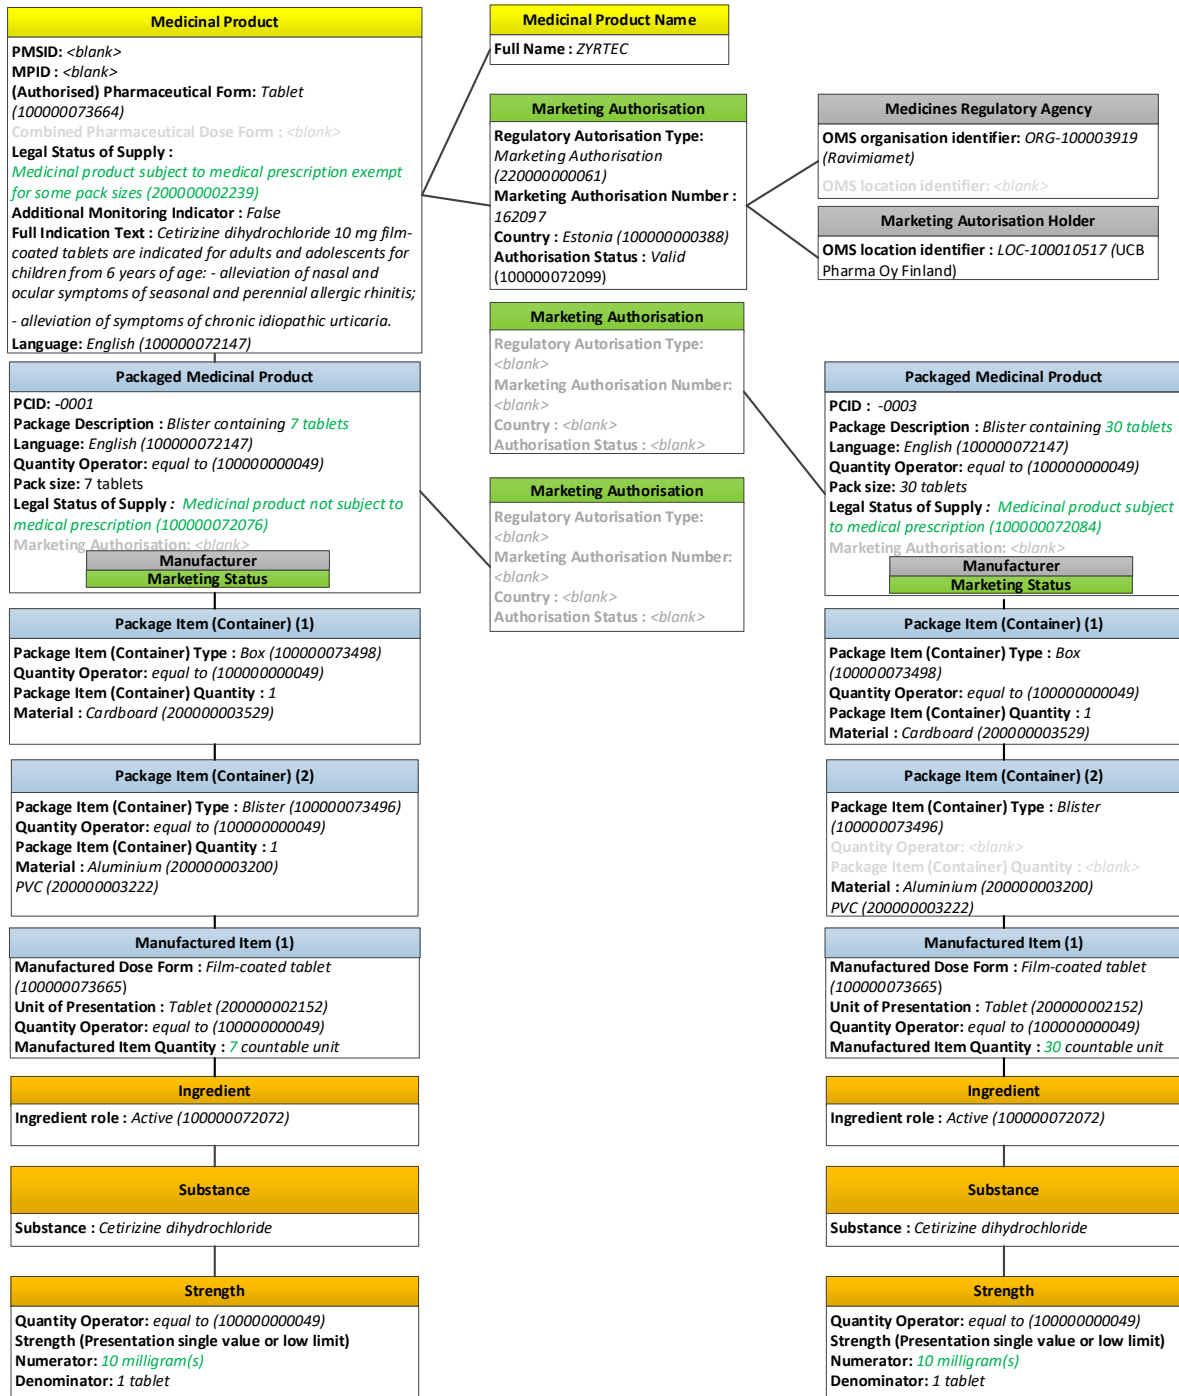 Medicinal Product
PMSID: <blank>
MPID : <blank>
(Authorised) Pharmaceutical Form: Tablet
(100000073664)
Combined Pharmaceutical Dose Form : <blank>
Legal Status of Supply :
Medicinal product subject to medical prescription exempt
for some pack sizes (200000002239)
Additional Monitoring Indicator : False
Full Indication Text : Cetirizine dihydrochloride 10 mg film-
coated tablets are indicated for adults and adolescents for
children from 6 years of age: - alleviation of nasal and
ocular symptoms of seasonal and perennial allergic rhinitis;
- alleviation of symptoms of chronic idiopathic urticaria.
Language: English (100000072147)
Medicinal Product Name
Full Name : ZYRTEC
Marketing Authorisation
Regulatory Autorisation Type:
Marketing Authorisation
(220000000061)
Marketing Authorisation Number :
162097
Country : Estonia (100000000388)
Authorisation Status : Valid
(100000072099)
Medicines Regulatory Agency
OMS organisation identifier: ORG-100003919
(Ravimiamet)
OMS location identifier: <blank>
Marketing Autorisation Holder
OMS location identifier : LOC-100010517 (UCB
Pharma Oy Finland)
Marketing Authorisation
Regulatory Autorisation Type:
<blank>
Marketing Authorisation Number:
<blank>
Country : <blank>
Authorisation Status : <blank>
Marketing Authorisation
Regulatory Autorisation Type:
<blank>
Marketing Authorisation Number:
<blank>
Country : <blank>
Authorisation Status : <blank>
Packaged Medicinal Product
PCID: -0001
Package Description : Blister containing 7 tablets
Language: English (100000072147)
Quantity Operator: equal to (100000000049)
Pack size: 7 tablets
Legal Status of Supply : Medicinal product not subject to
medical prescription (100000072076)
Marketing Authorisation: <blank>
Manufacturer
Marketing Status
Package Item (Container) (1)
Package Item (Container) Type : Box (100000073498)
Quantity Operator: equal to (100000000049)
Package Item (Container) Quantity : 1
Material : Cardboard (200000003529)
Package Item (Container) (2)
Package Item (Container) Type : Blister (100000073496)
Quantity Operator: equal to (100000000049)
Package Item (Container) Quantity : 1
Material : Aluminium (200000003200)
PVC (200000003222)
Manufactured Item (1)
Manufactured Dose Form : Film-coated tablet
(100000073665)
Unit of Presentation : Tablet (200000002152)
Quantity Operator: equal to (100000000049)
Manufactured Item Quantity : 7 countable unit
Ingredient
Ingredient role : Active (100000072072)
Substance
Substance : Cetirizine dihydrochloride
Strength
Quantity Operator: equal to (100000000049)
Strength (Presentation single value or low limit)
Numerator: 10 milligram(s)
Denominator: 1 tablet
Packaged Medicinal Product
PCID : -0003
Package Description : Blister containing 30 tablets
Language: English (100000072147)
Quantity Operator: equal to (100000000049)
Pack size: 30 tablets
Legal Status of Supply : Medicinal product subject
to medical prescription (100000072084)
Marketing Authorisation: <blank>
Manufacturer
Marketing Status
Package Item (Container) (1)
Package Item (Container) Type : Box
(100000073498)
Quantity Operator: equal to (100000000049)
Package Item (Container) Quantity : 1
Material : Cardboard (200000003529)
Package Item (Container) (2)
Package Item (Container) Type : Blister
(100000073496)
Quantity Operator: <blank>
Package Item (Container) Quantity : <blank>
Material : Aluminium (200000003200)
PVC (200000003222)
Manufactured Item (1)
Manufactured Dose Form : Film-coated tablet
(100000073665)
Unit of Presentation : Tablet (200000002152)
Quantity Operator: equal to (100000000049)
Manufactured Item Quantity : 30 countable unit
Ingredient
Ingredient role : Active (100000072072)
Substance
Substance : Cetirizine dihydrochloride
Strength
Quantity Operator: equal to (100000000049)
Strength (Presentation single value or low limit)
Numerator: 10 milligram(s)
Denominator: 1 tablet